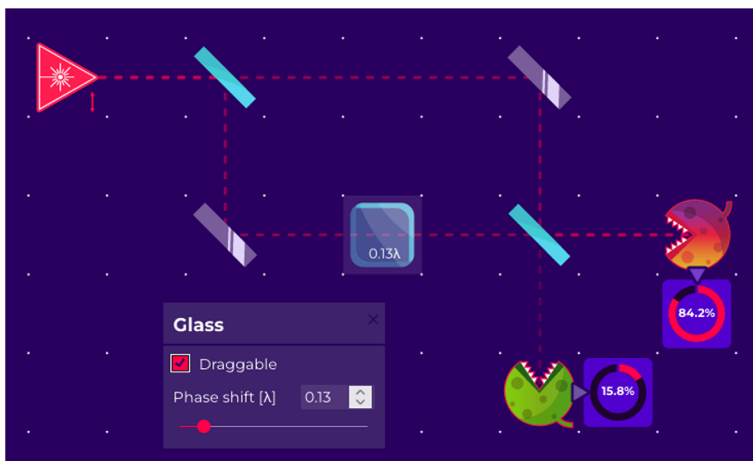 0.13λ
84.2%
Glass
Draggable
Phase shift [λ] 0.13
15.8%